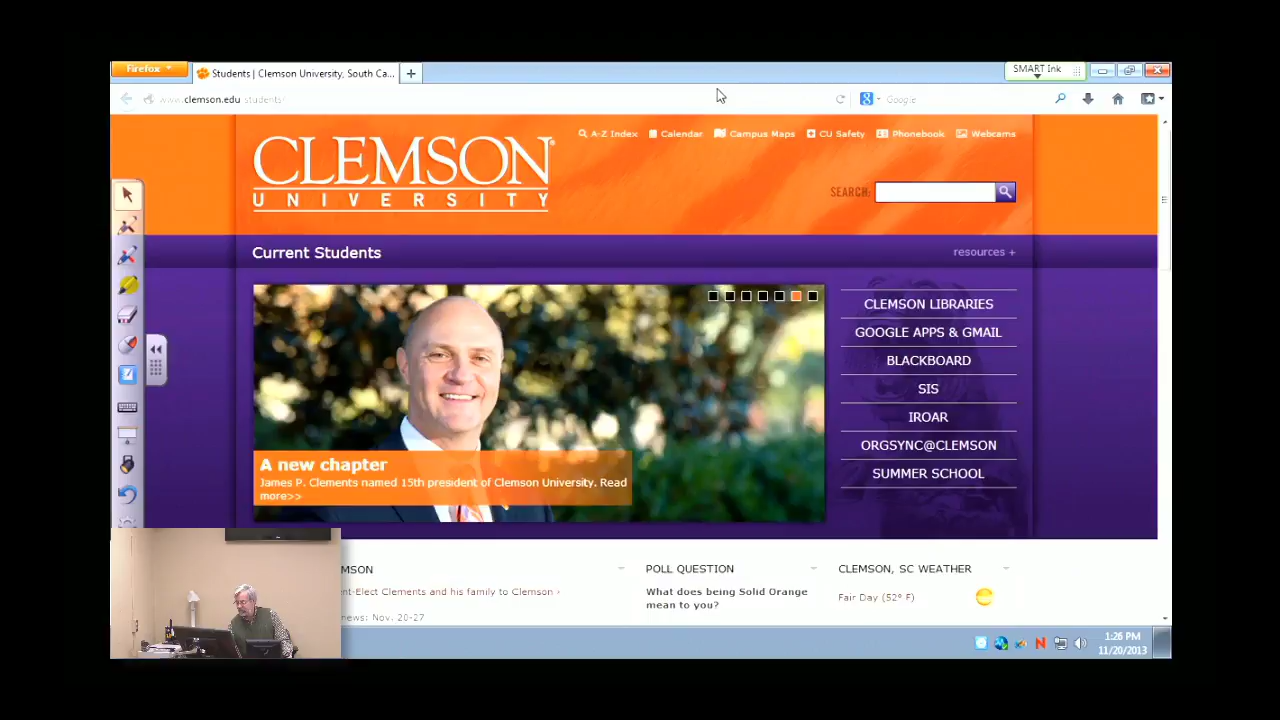 Firefox
Students | Clemson University, South Ca...
SMART Ink
www.clemson.edu/students/
Google
A-Z Index
Calendar
Campus Maps
CU Safety
Phonebook
Webcams
CLEMSON
UNIVERSITY
SEARCH:
Current Students
resources +
CLEMSON LIBRARIES
GOOGLE APPS & GMAIL
BLACKBOARD
SIS
IROAR
ORGSYNC@CLEMSON
SUMMER SCHOOL
A new chapter
James P. Clements named 15th president of Clemson University. Read
more>>
MSON
POLL QUESTION
CLEMSON, SC WEATHER
nt-Elect Clements and his family to Clemson ›
What does being Solid Orange
mean to you?
Fair Day (52° F)
news: Nov. 20-27
1:26 PM
11/20/2013